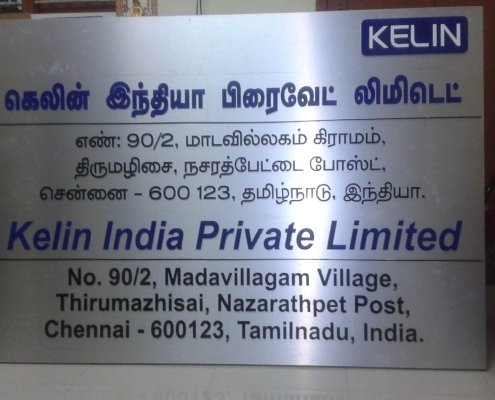 KELIN
கெலின் இந்தியா பிரைவேட் லிமிடெட்
எண்: 90/2, மாடவில்லகம் கிராமம்,
திருமழிசை, நசரத்பேட்டை போஸ்ட்,
சென்னை - 600 123, தமிழ்நாடு, இந்தியா.
Kelin India Private Limited
No. 90/2, Madavillagam Village,
Thirumazhisai, Nazarathpet Post,
Chennai - 600123, Tamilnadu, India.